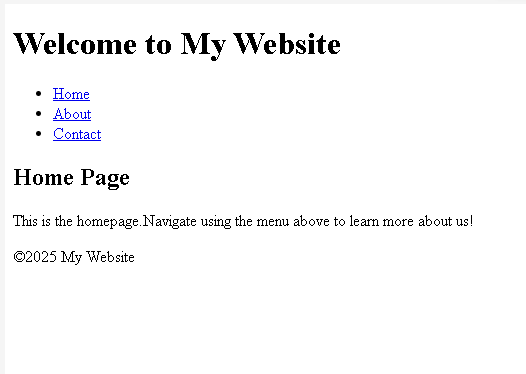 Welcome to My Website
Home
About
Contact
Home Page
This is the homepage.Navigate using the menu above to learn more about us!
©2025 My Website